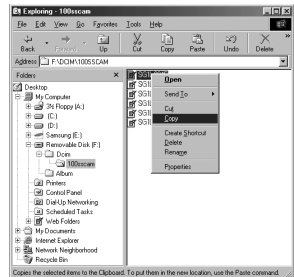 Exploring - 100sscam
File Edit View Go Favorites Tools Help
Back Forward Up Cut Copy Paste Undo Delete
Address F:\DCIM\100SSCAM
Folders
Desktop
My Computer
3½ Floppy (A:)
(C:)
(D:)
Samsung (E:)
Removable Disk (F:)
Dcim
100sscam
Album
Printers
Control Panel
Dial-Up Networking
Scheduled Tasks
Web Folders
My Documents
Internet Explorer
Network Neighborhood
Recycle Bin
Open
Send To
Cut
Copy
Create Shortcut
Delete
Rename
Properties
Copies the selected items to the Clipboard. To put them in the new location, use the Paste command.